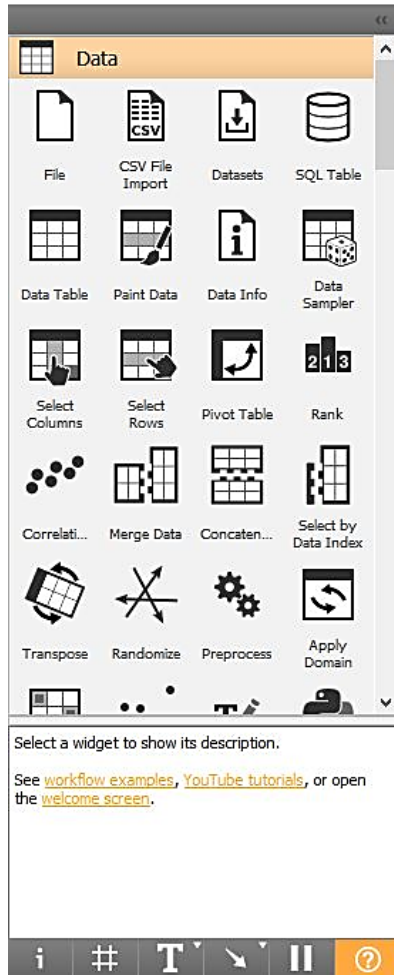 Data
CSV
File
CSV File
Import
Datasets
SQL Table
Data Table
Paint Data
Data Info
Data
Sampler
2 1 3
Select
Columns
Select
Rows
Pivot Table
Rank
Correlati...
Merge Data
Concaten...
Select by
Data Index
Transpose
Randomize
Preprocess
Apply
Domain
Select a widget to show its description.
See workflow examples, YouTube tutorials, or open
the welcome screen.